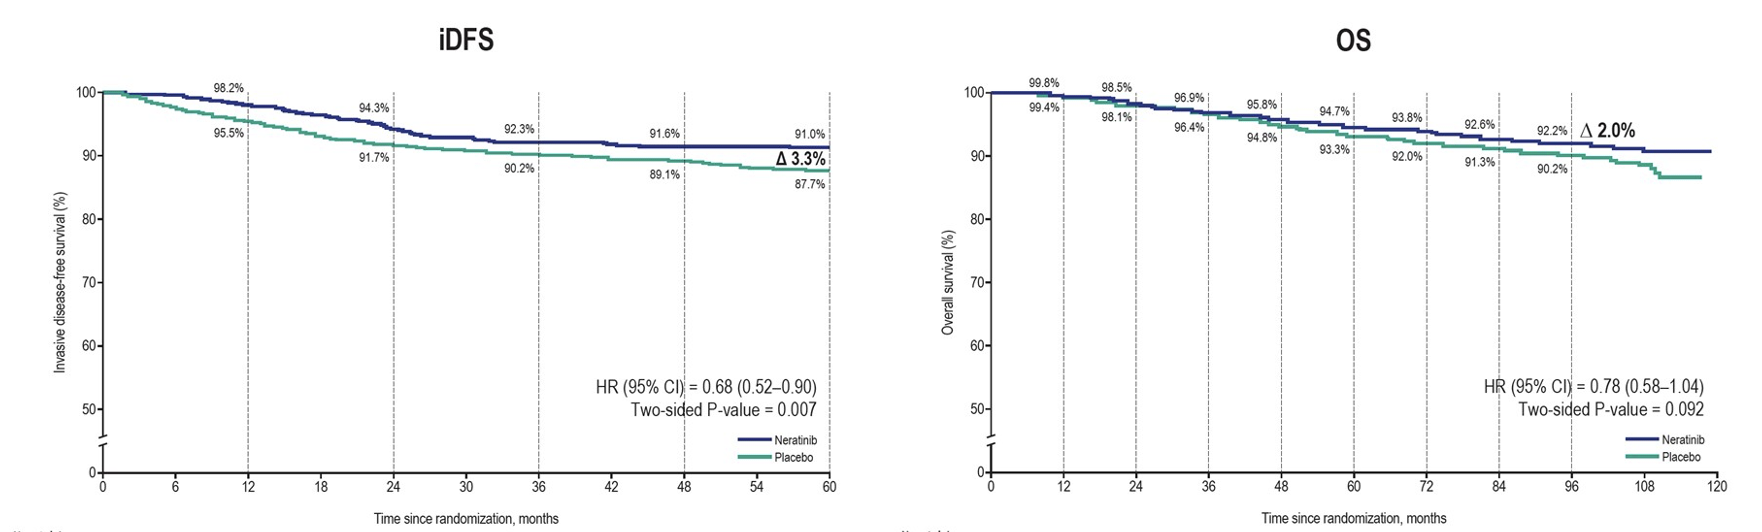 iDFS
Invasive disease-free survival (%)
100
90
80
70
60
50
0
98.2%
94.3%
92.3%
91.6%
91.0%
Δ 3.3%
95.5%
91.7%
90.2%
89.1%
87.7%
HR (95% CI) = 0.68 (0.52–0.90)
Two-sided P-value = 0.007
Neratinib
Placebo
0 6 12 18 24 30 36 42 48 54 60
Time since randomization, months
OS
Overall survival (%)
100
90
80
70
60
50
0
99.8%
98.5%
96.9%
95.8%
94.7%
93.8%
92.6%
92.2%
Δ 2.0%
99.4%
98.1%
96.4%
94.8%
93.3%
92.0%
91.3%
90.2%
HR (95% CI) = 0.78 (0.58–1.04)
Two-sided P-value = 0.092
Neratinib
Placebo
0 12 24 36 48 60 72 84 96 108 120
Time since randomization, months